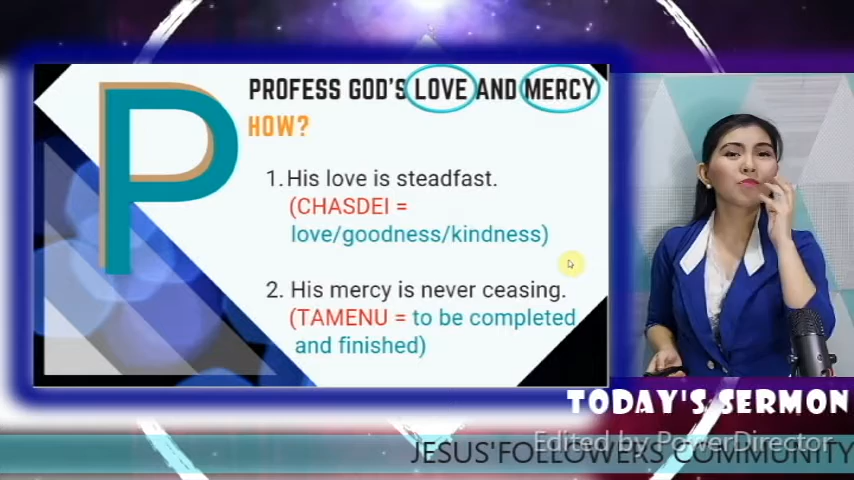 P
PROFESS GOD'S LOVE AND MERCY
HOW?
1. His love is steadfast.
(CHASDEI =
love/goodness/kindness)
2. His mercy is never ceasing.
(TAMENU = to be completed
and finished)
TODAY'S SERMON
Edited by PowerDirector
JESUS'FOLLOWERS COMMUNITY